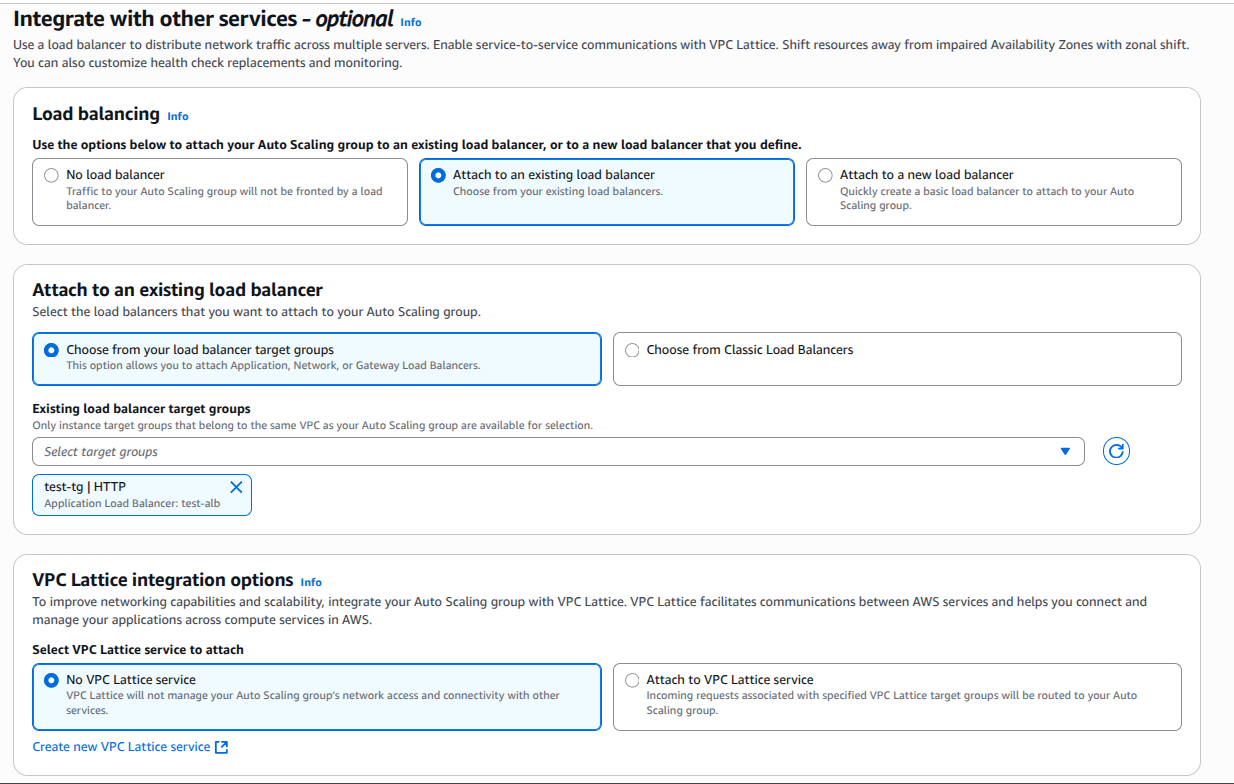 Integrate with other services - optional Info
Use a load balancer to distribute network traffic across multiple servers. Enable service-to-service communications with VPC Lattice. Shift resources away from impaired Availability Zones with zonal shift.
You can also customize health check replacements and monitoring.
Load balancing Info
Use the options below to attach your Auto Scaling group to an existing load balancer, or to a new load balancer that you define.
No load balancer
Traffic to your Auto Scaling group will not be fronted by a load
balancer.
Attach to an existing load balancer
Choose from your existing load balancers.
Attach to a new load balancer
Quickly create a basic load balancer to attach to your Auto
Scaling group.
Attach to an existing load balancer
Select the load balancers that you want to attach to your Auto Scaling group.
Choose from your load balancer target groups
This option allows you to attach Application, Network, or Gateway Load Balancers.
Choose from Classic Load Balancers
Existing load balancer target groups
Only instance target groups that belong to the same VPC as your Auto Scaling group are available for selection.
Select target groups
test-tg | HTTP
Application Load Balancer: test-alb
VPC Lattice integration options Info
To improve networking capabilities and scalability, integrate your Auto Scaling group with VPC Lattice. VPC Lattice facilitates communications between AWS services and helps you connect and
manage your applications across compute services in AWS.
Select VPC Lattice service to attach
No VPC Lattice service
VPC Lattice will not manage your Auto Scaling group's network access and connectivity with other
services.
Attach to VPC Lattice service
Incoming requests associated with specified VPC Lattice target groups will be routed to your Auto
Scaling group.
Create new VPC Lattice service